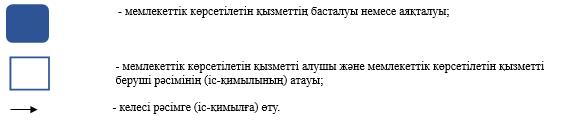 - мемлекеттік көрсетілетін қызметтің басталуы немесе аяқталуы;
- мемлекеттік көрсетілетін қызметті алушы және мемлекеттік көрсетілетін қызметті
беруші рәсімінің (іс-қимылының) атауы;
- келесі рәсімге (іс-қимылға) өту.